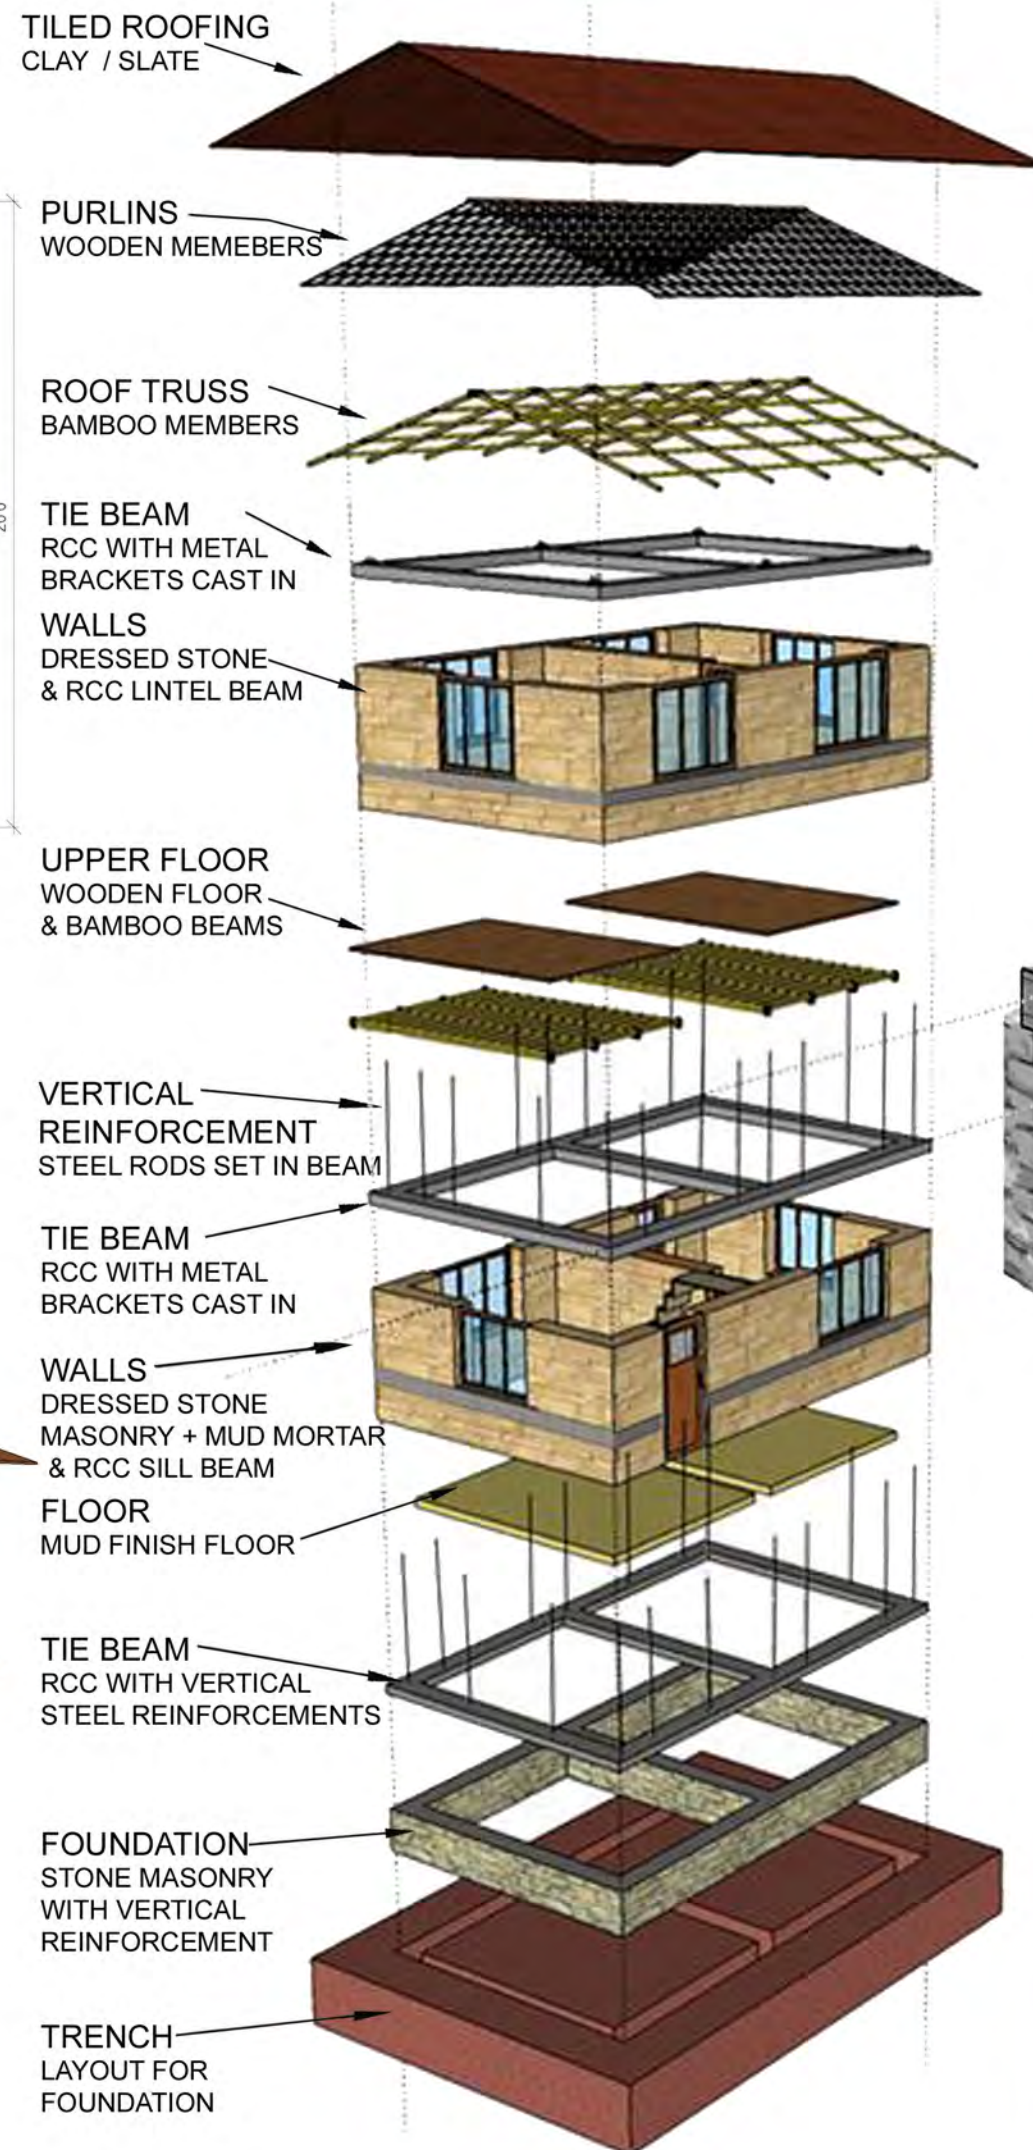 TILED ROOFING
CLAY / SLATE
PURLINS
WOODEN MEMEBERS
ROOF TRUSS
BAMBOO MEMBERS
TIE BEAM
RCC WITH METAL
BRACKETS CAST IN
WALLS
DRESSED STONE
& RCC LINTEL BEAM
UPPER FLOOR
WOODEN FLOOR
& BAMBOO BEAMS
VERTICAL
REINFORCEMENT
STEEL RODS SET IN BEAM
TIE BEAM
RCC WITH METAL
BRACKETS CAST IN
WALLS
DRESSED STONE
MASONRY + MUD MORTAR
& RCC SILL BEAM
FLOOR
MUD FINISH FLOOR
TIE BEAM
RCC WITH VERTICAL
STEEL REINFORCEMENTS
FOUNDATION
STONE MASONRY
WITH VERTICAL
REINFORCEMENT
TRENCH
LAYOUT FOR
FOUNDATION